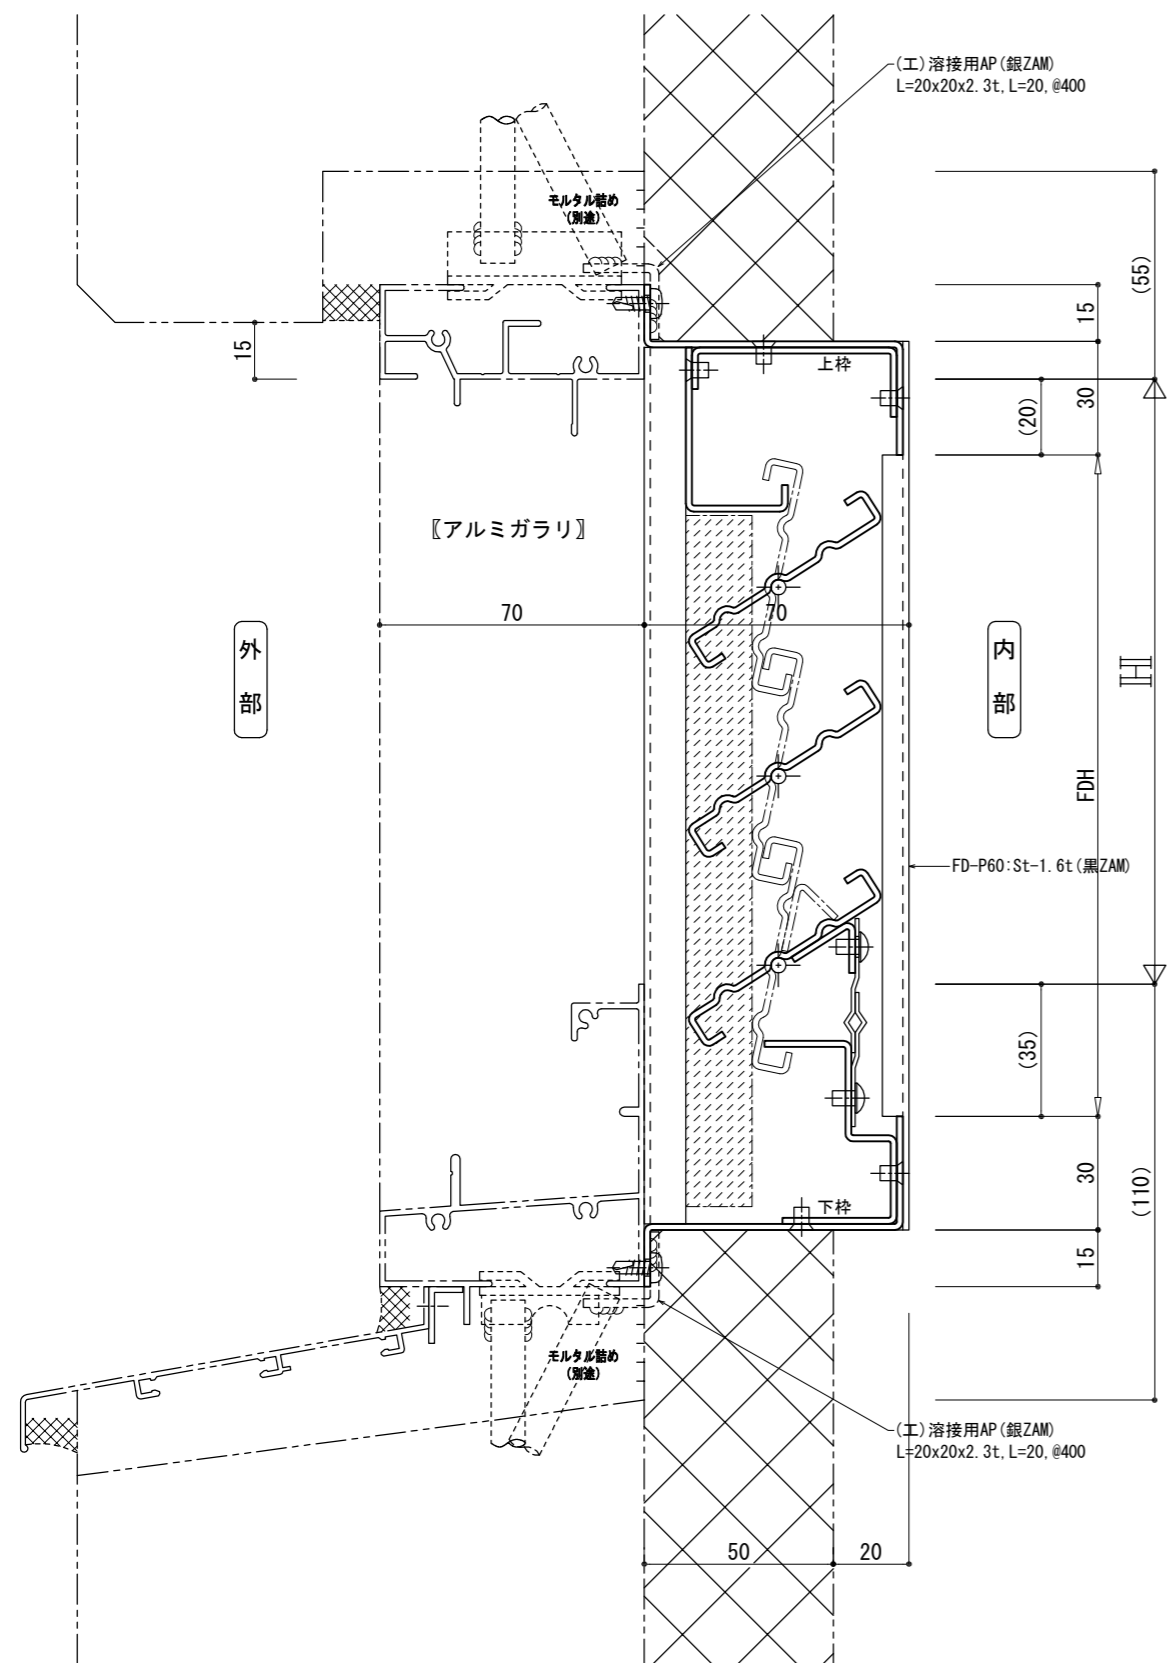 (エ)溶接用AP(銀ZAM)
L=20x20x2.3t,L=20,@400
モルタル詰め
(別途)
(55)
15
15
上枠
30
(20)
〖アルミガラリ〗
70
70
外部
内部
H
FDH
FD-P60:St-1.6t(黒ZAM)
(35)
30
(110)
下枠
15
モルタル詰め
(別途)
(エ)溶接用AP(銀ZAM)
L=20x20x2.3t,L=20,@400
50
20